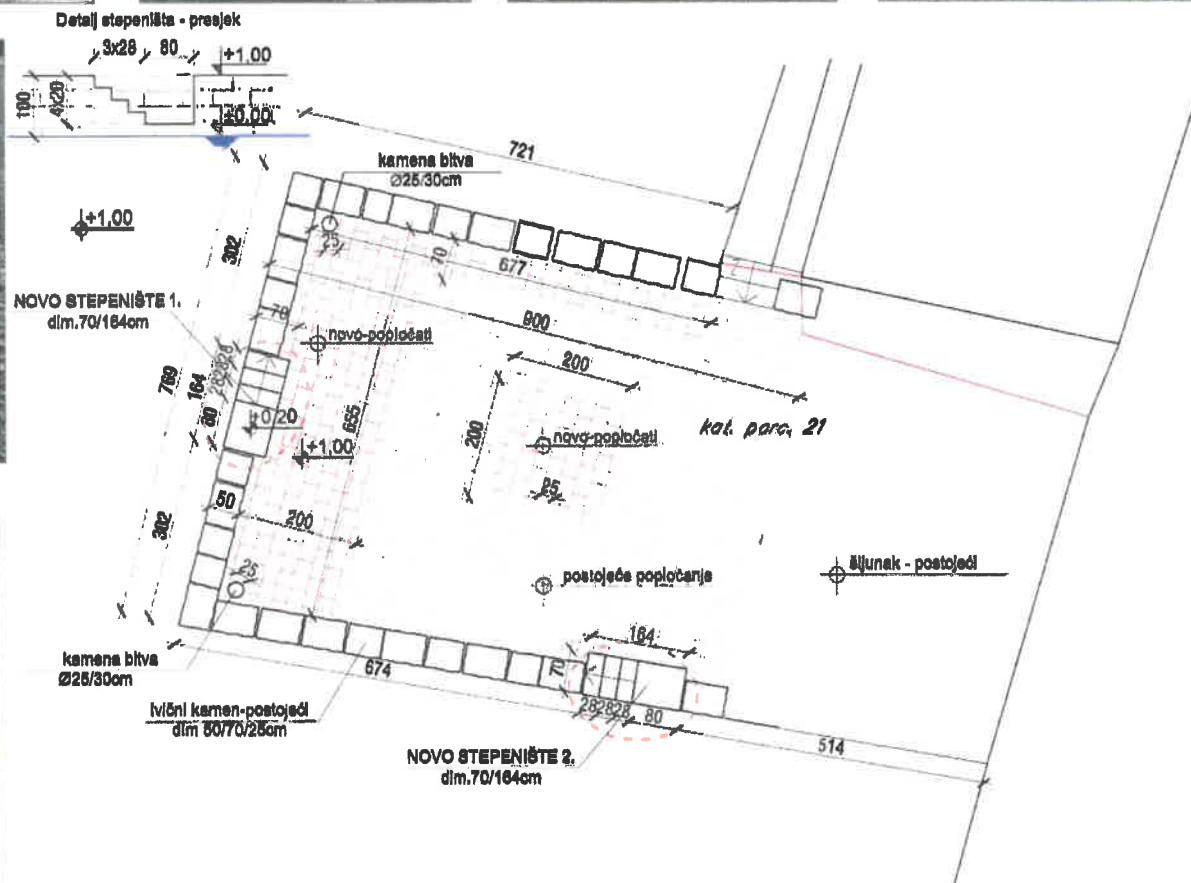 Detalj stepeništa - presjek
3x28 80
+1,00
100
4x20
±0,00
721
kamena bitva
Ø25/30cm
+1,00
302
25
70
677
NOVO STEPENIŠTE 1.
dim.70/164cm
70
novo-popločati
900
200
769
164
28 28 28
80
+0,20
655
200
novo-popločati
kat. parc. 21
+1,00
25
50
200
302
25
postojeće popločanje
šljunak - postojeći
164
kamena bitva
Ø25/30cm
674
70
ivični kamen-postojeći
dim 50/70/25cm
28 28 28 80
514
NOVO STEPENIŠTE 2.
dim.70/164cm